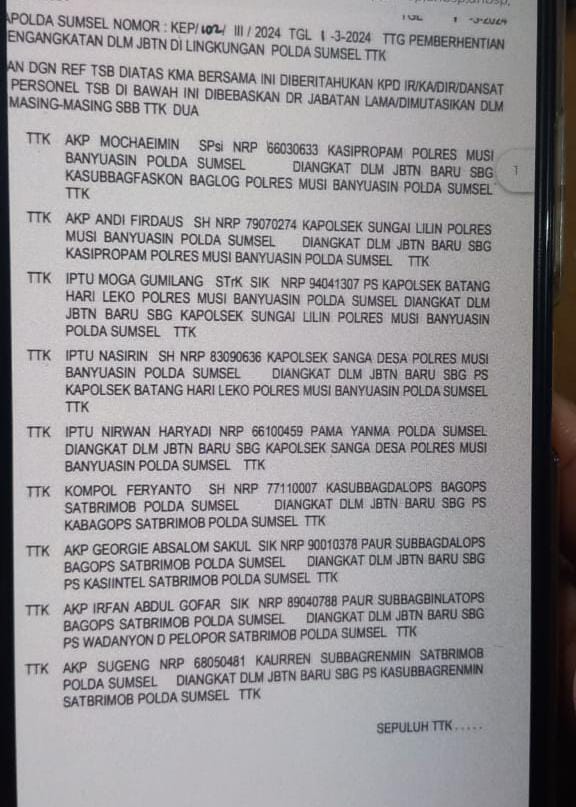 APOLDA SUMSEL NOMOR : KEP/102/ III / 2024 TGL 1 -3-2024 TTG PEMBERHENTIAN
ENGANGKATAN DLM JBTN DI LINGKUNGAN POLDA SUMSEL TTK
AN DGN REF TSB DIATAS KMA BERSAMA INI DIBERITAHUKAN KPD IR/KA/DIR/DANSAT
PERSONEL TSB DI BAWAH INI DIBEBASKAN DR JABATAN LAMA/DIMUTASIKAN DLM
MASING-MASING SBB TTK DUA
1
TTK AKP MOCHAEIMIN SPsi NRP 66030633 KASIPROPAM POLRES MUSI
BANYUASIN POLDA SUMSEL DIANGKAT DLM JBTN BARU SBG
KASUBBAGFASKON BAGLOG POLRES MUSI BANYUASIN POLDA SUMSEL
TTK
TTK AKP ANDI FIRDAUS SH NRP 79070274 KAPOLSEK SUNGAI LILIN POLRES
MUSI BANYUASIN POLDA SUMSEL DIANGKAT DLM JBTN BARU SBG
KASIPROPAM POLRES MUSI BANYUASIN POLDA SUMSEL TTK
TTK IPTU MOGA GUMILANG STrK SIK NRP 94041307 PS KAPOLSEK BATANG
HARI LEKO POLRES MUSI BANYUASIN POLDA SUMSEL DIANGKAT DLM
JBTN BARU SBG KAPOLSEK SUNGAI LILIN POLRES MUSI BANYUASIN
POLDA SUMSEL TTK
TTK IPTU NASIRIN SH NRP 83090636 KAPOLSEK SANGA DESA POLRES MUSI
BANYUASIN POLDA SUMSEL DIANGKAT DLM JBTN BARU SBG PS
KAPOLSEK BATANG HARI LEKO POLRES MUSI BANYUASIN POLDA SUMSEL
TTK
TTK IPTU NIRWAN HARYADI NRP 66100459 PAMA YANMA POLDA SUMSEL
DIANGKAT DLM JBTN BARU SBG KAPOLSEK SANGA DESA POLRES MUSI
BANYUASIN POLDA SUMSEL TTK
TTK KOMPOL FERYANTO SH NRP 77110007 KASUBBAGDALOPS BAGOPS
SATBRIMOB POLDA SUMSEL DIANGKAT DLM JBTN BARU SBG PS
KABAGOPS SATBRIMOB POLDA SUMSEL TTK
TTK AKP GEORGIE ABSALOM SAKUL SIK NRP 90010378 PAUR SUBBAGDALOPS
BAGOPS SATBRIMOB POLDA SUMSEL DIANGKAT DLM JBTN BARU SBG
PS KASIINTEL SATBRIMOB POLDA SUMSEL TTK
TTK AKP IRFAN ABDUL GOFAR SIK NRP 89040788 PAUR SUBBAGBINLATOPS
BAGOPS SATBRIMOB POLDA SUMSEL DIANGKAT DLM JBTN BARU SBG
PS WADANYON D PELOPOR SATBRIMOB POLDA SUMSEL TTK
TTK AKP SUGENG NRP 68050481 KAURREN SUBBAGRENMIN SATBRIMOB
POLDA SUMSEL DIANGKAT DLM JBTN BARU SBG PS KASUBBAGRENMIN
SATBRIMOB POLDA SUMSEL TTK
SEPULUH TTK.....